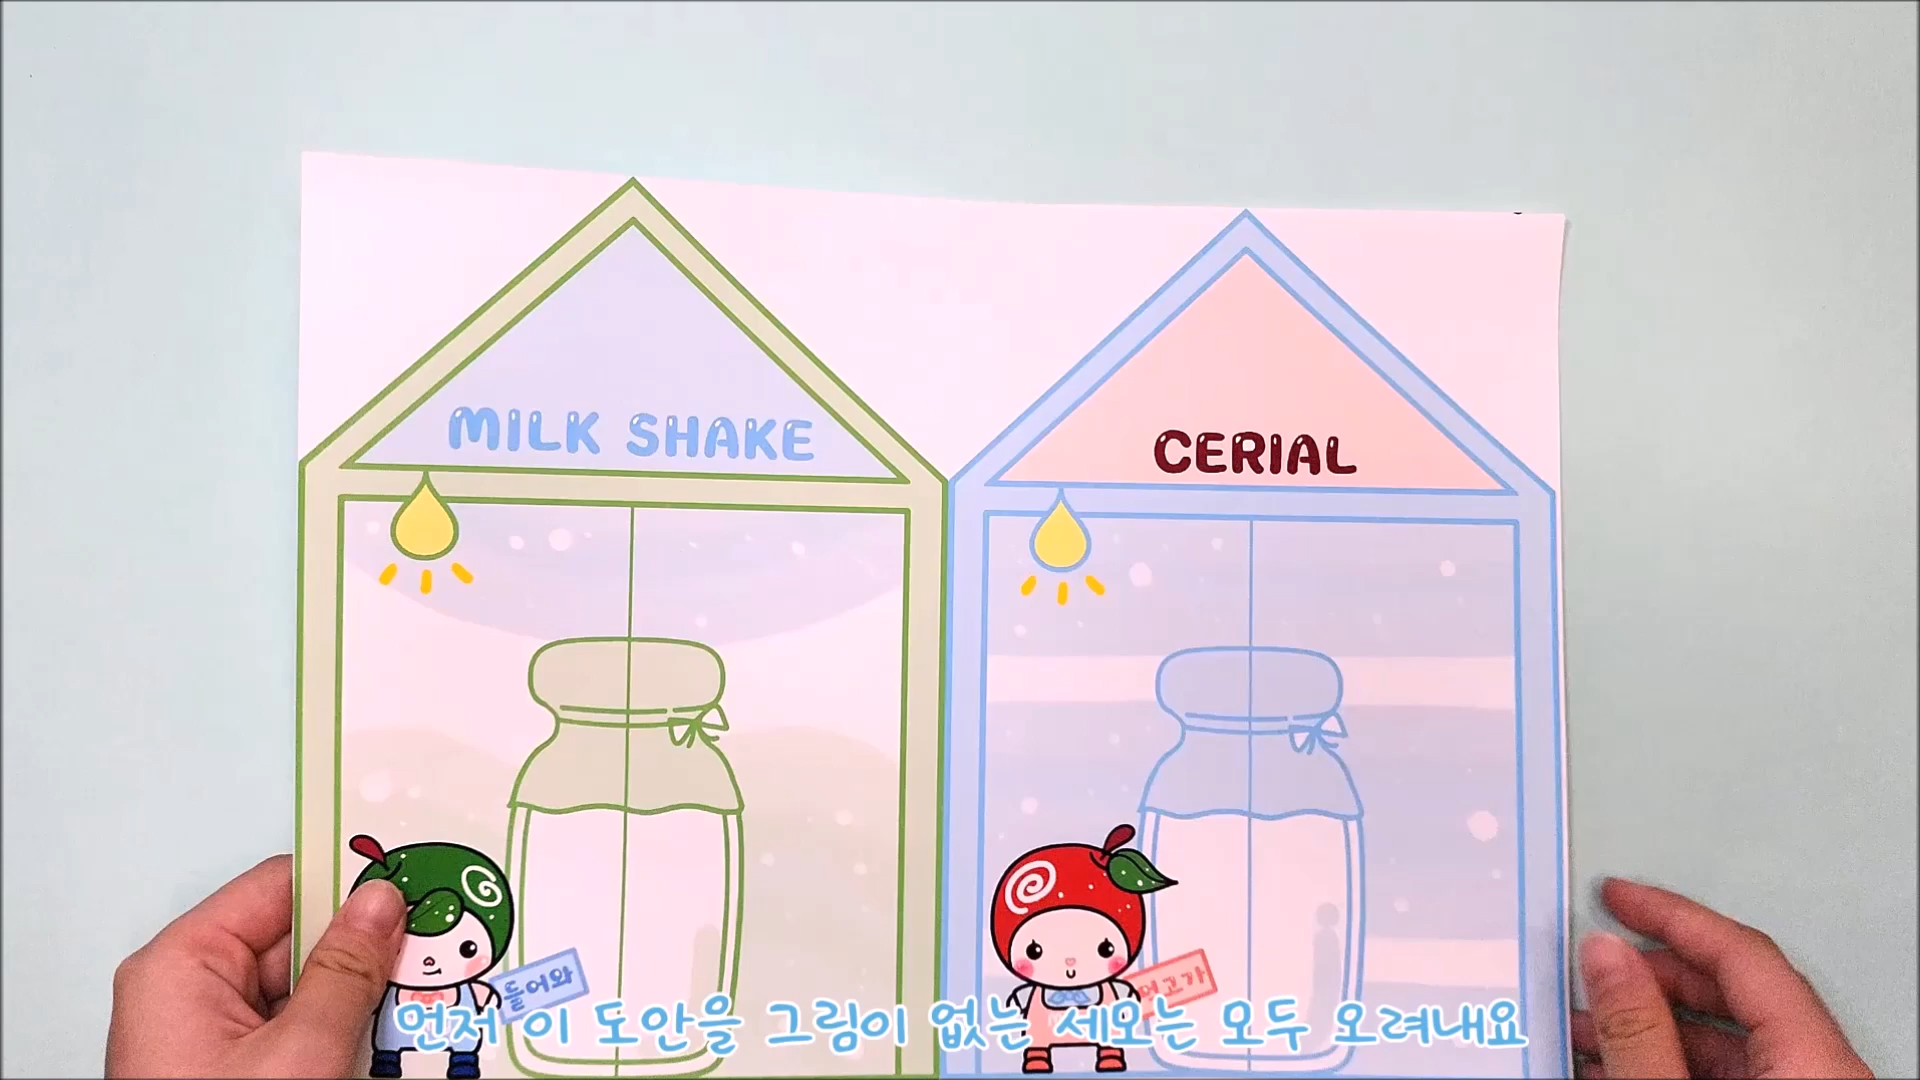 MILK SHAKE
CERIAL
들어와
먹고가
먼저 이 도안을 그림이 없는 세모는 모두 오려내요